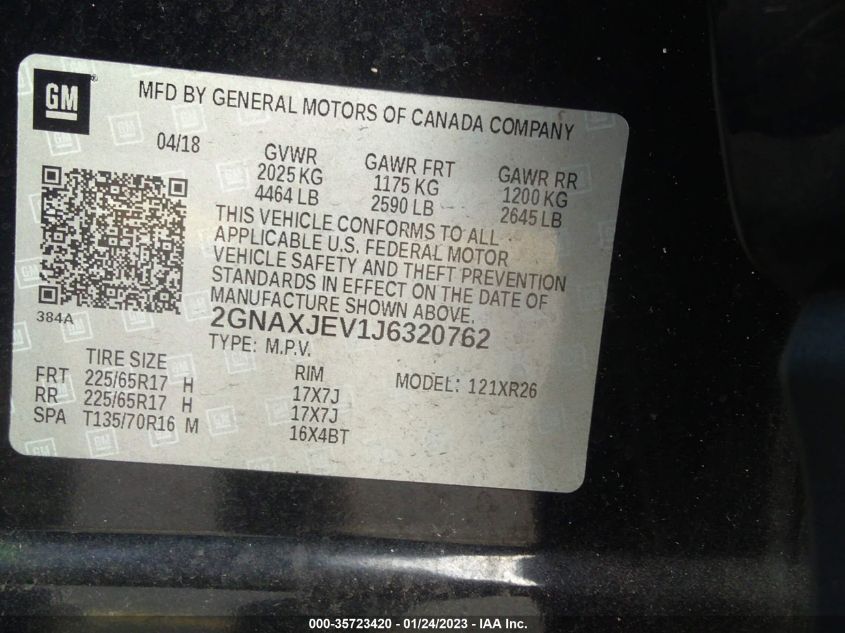 GM
MFD BY GENERAL MOTORS OF CANADA COMPANY
04/18
GVWR
2025 KG
4464 LB
GAWR FRT
1175 KG
2590 LB
GAWR RR
1200 KG
2645 LB
THIS VEHICLE CONFORMS TO ALL
APPLICABLE U.S. FEDERAL MOTOR
VEHICLE SAFETY AND THEFT PREVENTION
STANDARDS IN EFFECT ON THE DATE OF
MANUFACTURE SHOWN ABOVE.
384A
2GNAXJEV1J6320762
TYPE: M.P.V.
MODEL: 121XR26
TIRE SIZE RIM
FRT 225/65R17 H 17X7J
RR 225/65R17 H 17X7J
SPA T135/70R16 M 16X4BT
000-35723420 - 01/24/2023 - IAA Inc.